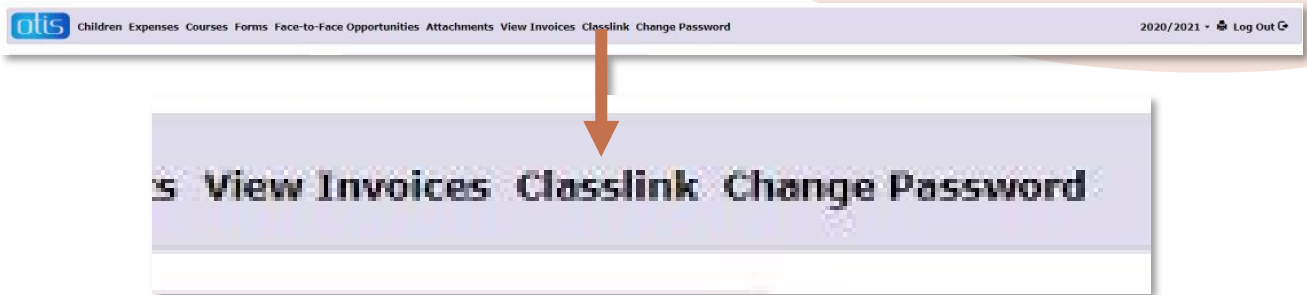 otis Children Expenses Courses Forms Face-to-Face Opportunities Attachments View Invoices Classlink Change Password 2020/2021 Log Out
s View Invoices Classlink Change Password